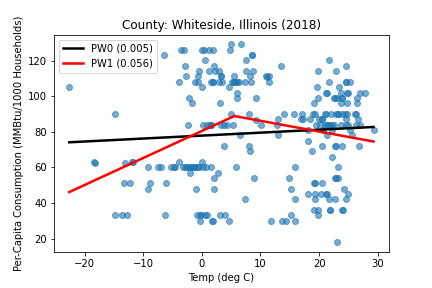 County: Whiteside, Illinois (2018)
Per-Capita Consumption (MMBtu/1000 Households)
PW0 (0.005)
PW1 (0.056)
120
100
80
60
40
20
−20 −10 0 10 20 30
Temp (deg C)